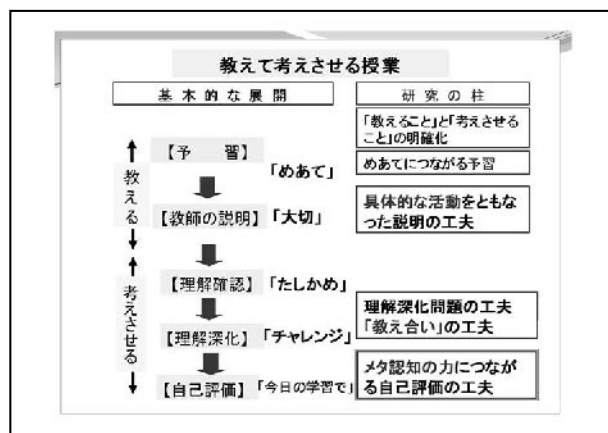 教えて考えさせる授業
基本的な展開
研究の柱
「教えること」と「考えさせる
こと」の明確化
【予　習】
めあてにつながる予習
「めあて」
教える
具体的な活動をともなった
説明の工夫
【教師の説明】「大切」
【理解確認】「たしかめ」
考えさせる
理解深化問題の工夫
「教え合い」の工夫
【理解深化】「チャレンジ」
メタ認知の力につなが
る自己評価の工夫
【自己評価】「今日の学習で」